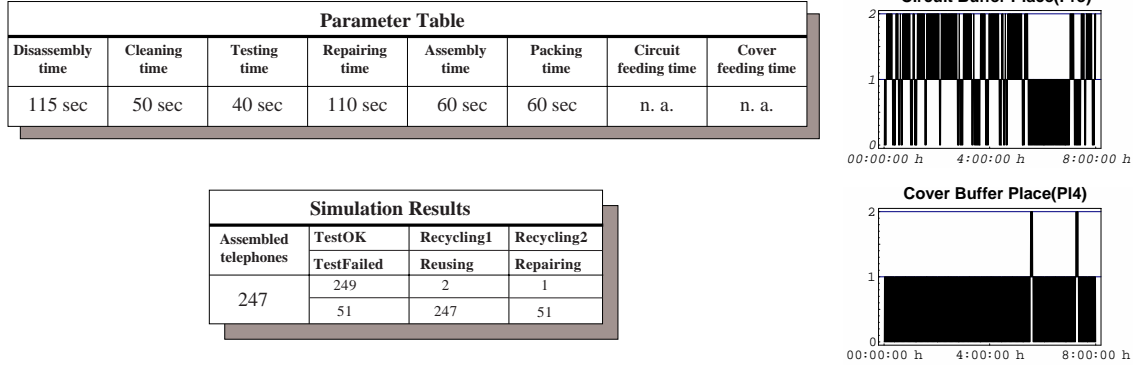 Parameter Table
Disassembly time Cleaning time Testing time Repairing time Assembly time Packing time Circuit feeding time Cover feeding time
115 sec 50 sec 40 sec 110 sec 60 sec 60 sec n. a. n. a.
Simulation Results
Assembled telephones TestOK Recycling1 Recycling2
TestFailed Reusing Repairing
247 249 2 1
51 247 51
2
1
0
00:00:00 h 4:00:00 h 8:00:00 h
Cover Buffer Place(Pl4)
2
1
0
00:00:00 h 4:00:00 h 8:00:00 h